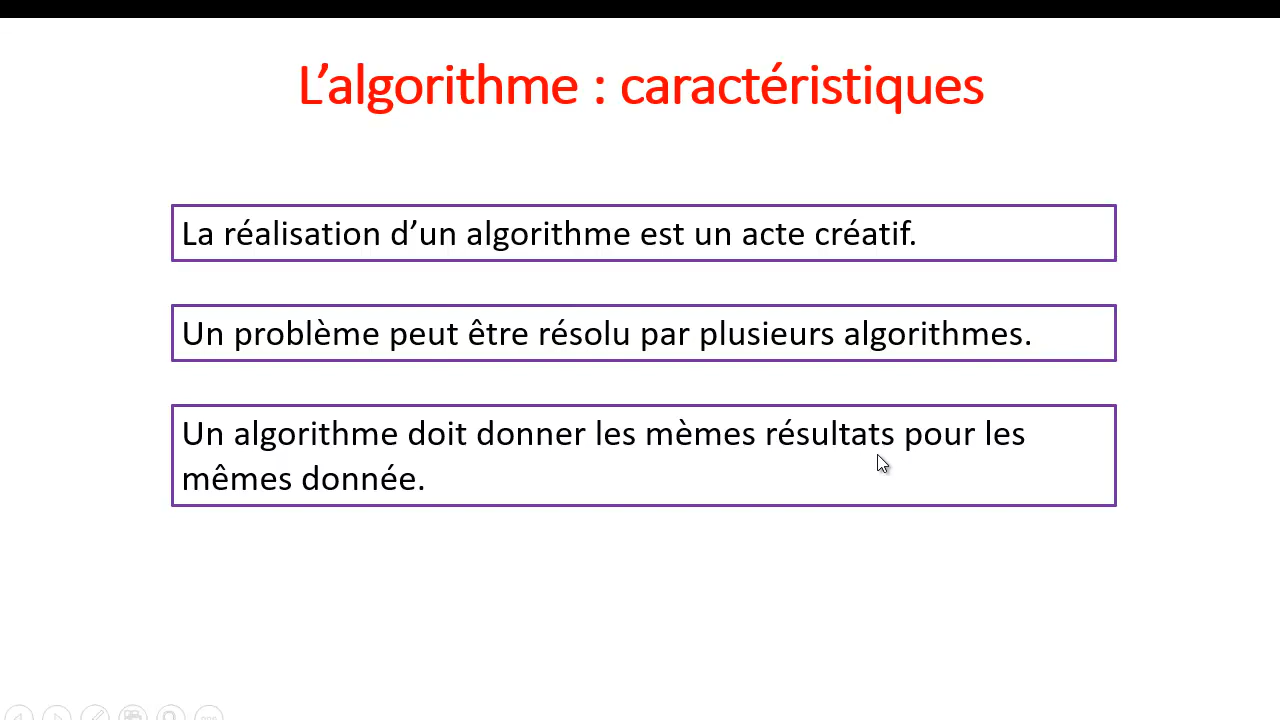 L’algorithme : caractéristiques
La réalisation d’un algorithme est un acte créatif.
Un problème peut être résolu par plusieurs algorithmes.
Un algorithme doit donner les mèmes résultats pour les
mêmes donnée.